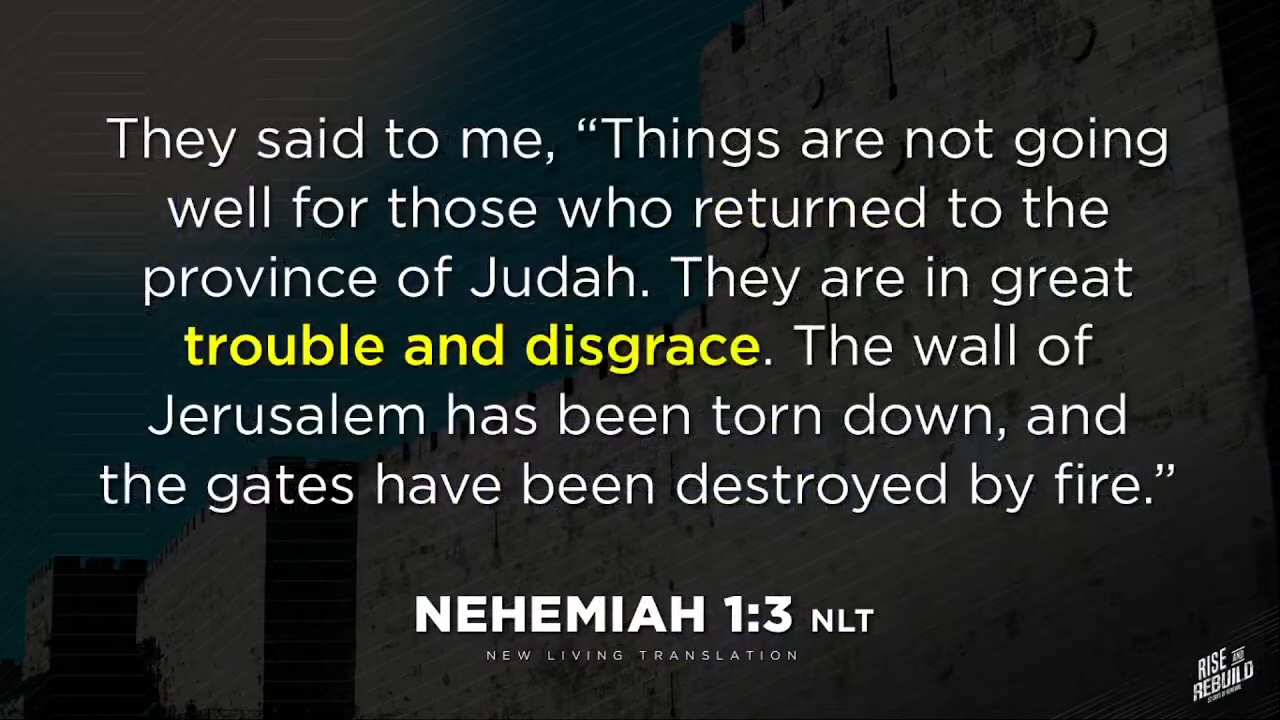 They said to me, “Things are not going
well for those who returned to the
province of Judah. They are in great
trouble and disgrace. The wall of
Jerusalem has been torn down, and
the gates have been destroyed by fire.”
NEHEMIAH 1:3 NLT
NEW LIVING TRANSLATION
RISE AND
REBUILD